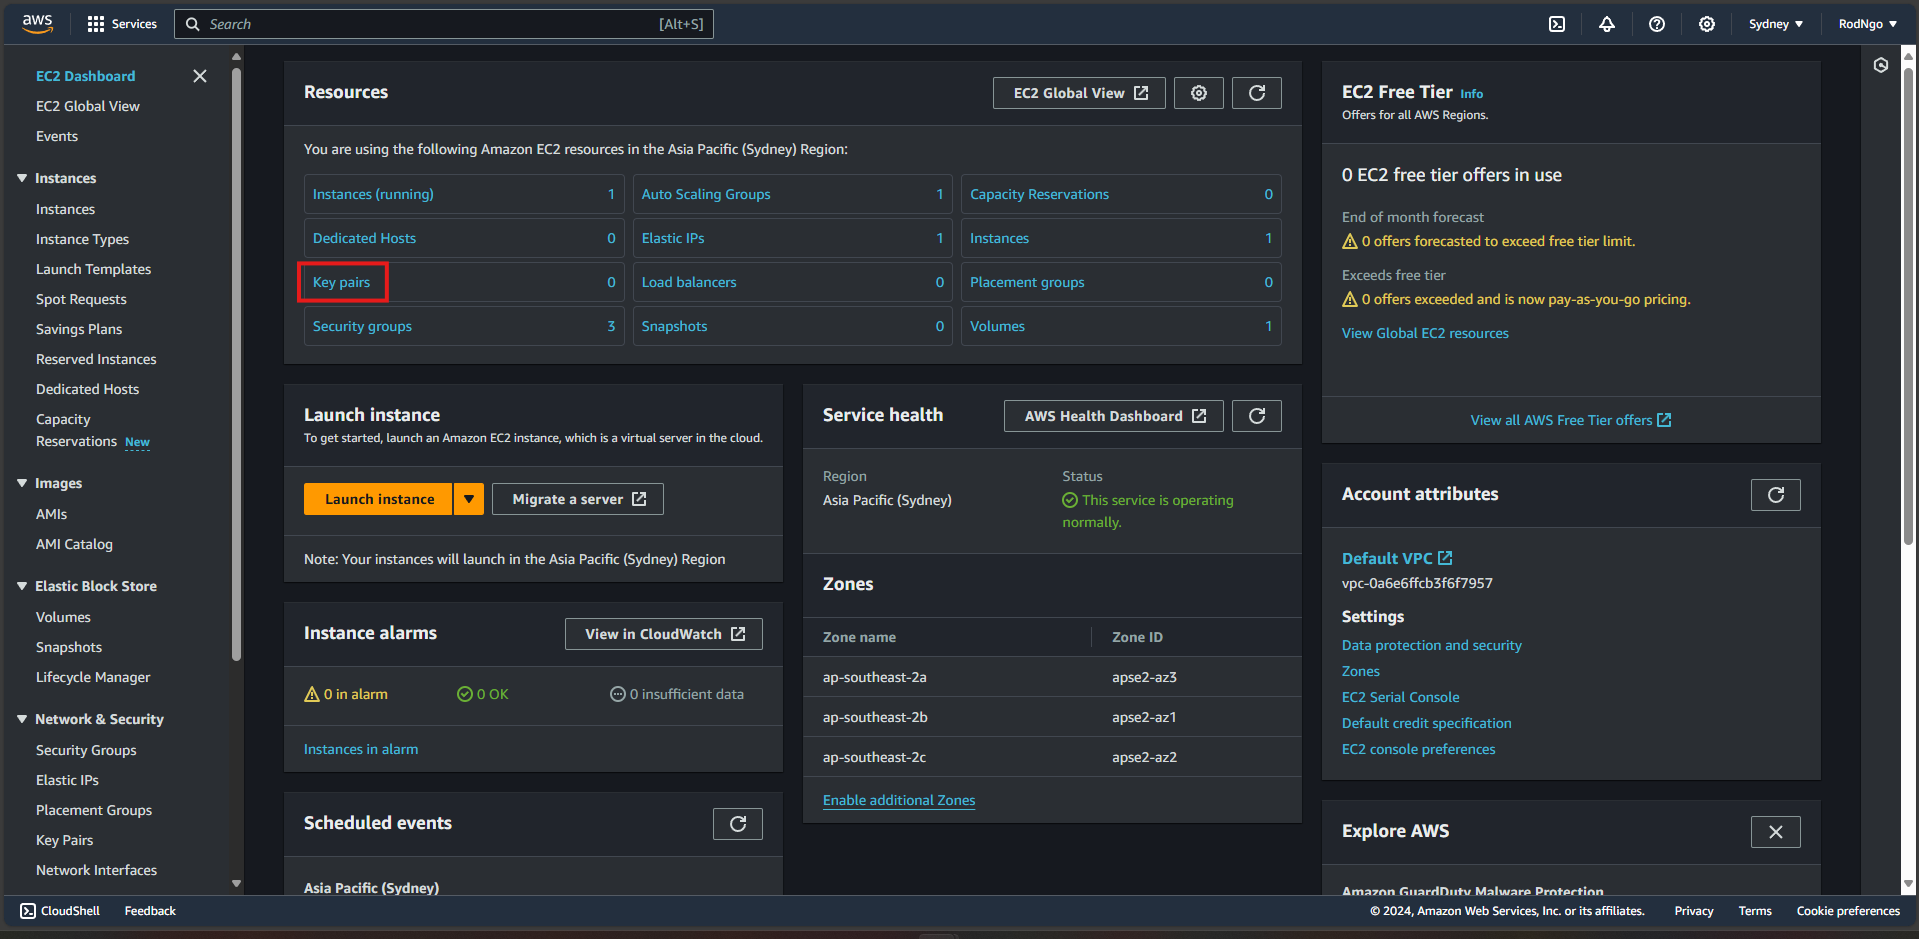 aws
Services
Search
[Alt+S]
Sydney
RodNgo
EC2 Dashboard
EC2 Global View
Events
Instances
Instances
Instance Types
Launch Templates
Spot Requests
Savings Plans
Reserved Instances
Dedicated Hosts
Capacity
Reservations New
Images
AMIs
AMI Catalog
Elastic Block Store
Volumes
Snapshots
Lifecycle Manager
Network & Security
Security Groups
Elastic IPs
Placement Groups
Key Pairs
Network Interfaces
Resources
EC2 Global View
You are using the following Amazon EC2 resources in the Asia Pacific (Sydney) Region:
Instances (running) 1
Auto Scaling Groups 1
Capacity Reservations 0
Dedicated Hosts 0
Elastic IPs 1
Instances 1
Key pairs 0
Load balancers 0
Placement groups 0
Security groups 3
Snapshots 0
Volumes 1
Launch instance
To get started, launch an Amazon EC2 instance, which is a virtual server in the cloud.
Launch instance
Migrate a server
Note: Your instances will launch in the Asia Pacific (Sydney) Region
Instance alarms
View in CloudWatch
0 in alarm
0 OK
0 insufficient data
Instances in alarm
Scheduled events
Asia Pacific (Sydney)
Service health
AWS Health Dashboard
Region
Asia Pacific (Sydney)
Status
This service is operating
normally.
Zones
Zone name
Zone ID
ap-southeast-2a
apse2-az3
ap-southeast-2b
apse2-az1
ap-southeast-2c
apse2-az2
Enable additional Zones
EC2 Free Tier Info
Offers for all AWS Regions.
0 EC2 free tier offers in use
End of month forecast
0 offers forecasted to exceed free tier limit.
Exceeds free tier
0 offers exceeded and is now pay-as-you-go pricing.
View Global EC2 resources
View all AWS Free Tier offers
Account attributes
Default VPC
vpc-0a6e6ffcb3f6f7957
Settings
Data protection and security
Zones
EC2 Serial Console
Default credit specification
EC2 console preferences
Explore AWS
Amazon GuardDuty Malware Protection
CloudShell
Feedback
© 2024, Amazon Web Services, Inc. or its affiliates.
Privacy
Terms
Cookie preferences